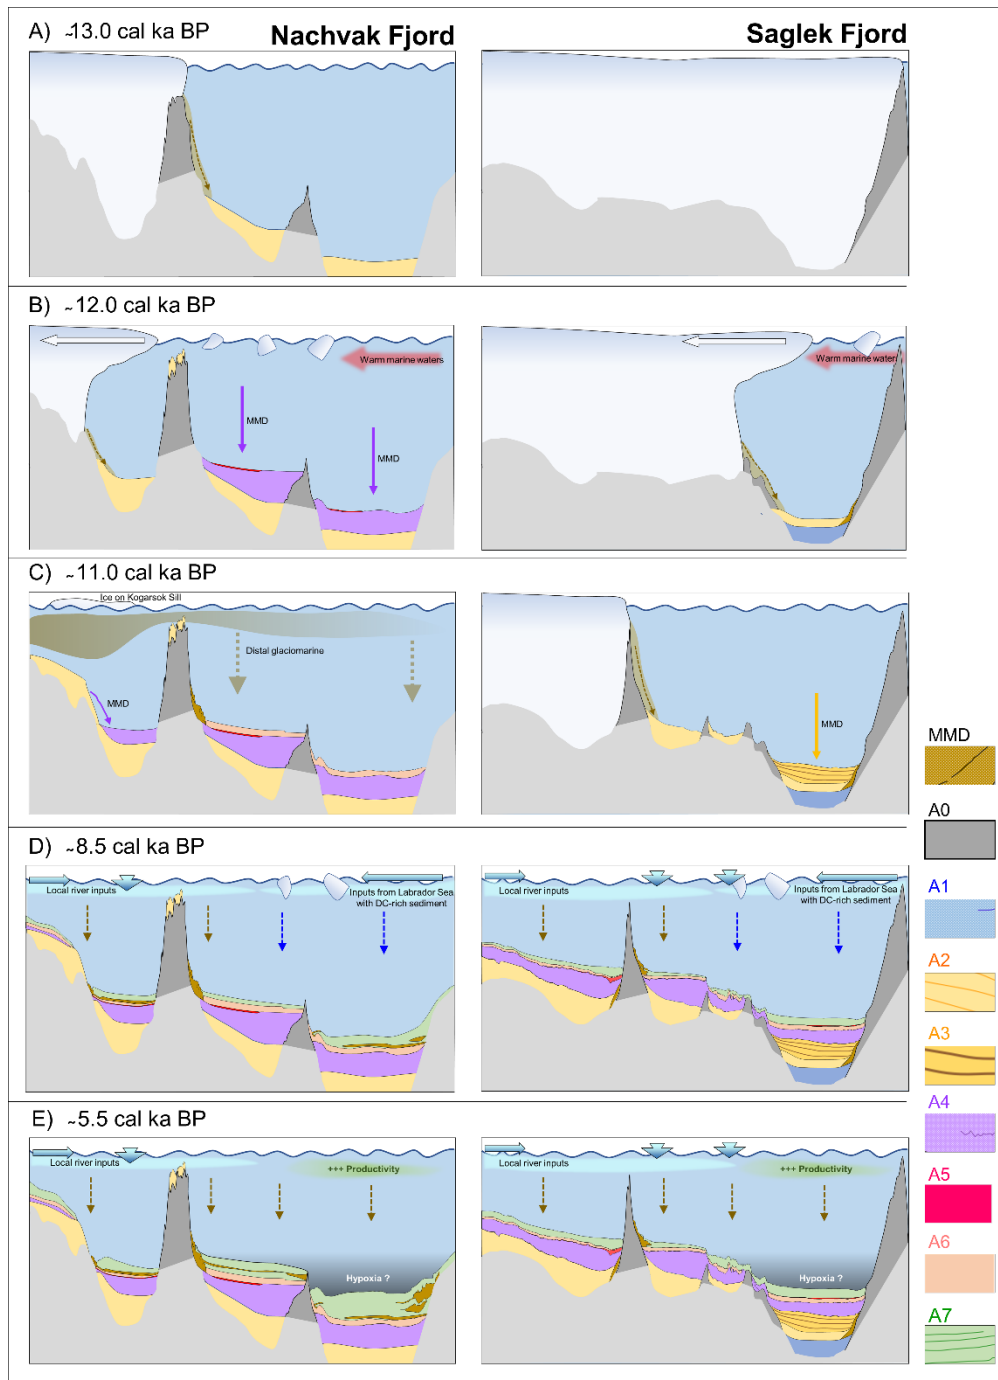 A) ~13.0 cal ka BP
Nachvak Fjord
Saglek Fjord
B) ~12.0 cal ka BP
Warm marine waters
MMD
MMD
Warm marine waters
C) ~11.0 cal ka BP
Ice on Kogarsok Sill
Distal glaciomarine
MMD
MMD
D) ~8.5 cal ka BP
Local river inputs
Inputs from Labrador Sea
with DC-rich sediment
Local river inputs
Inputs from Labrador Sea
with DC-rich sediment
E) ~5.5 cal ka BP
Local river inputs
+++ Productivity
Hypoxia ?
Local river inputs
+++ Productivity
Hypoxia ?
MMD
A0
A1
A2
A3
A4
A5
A6
A7